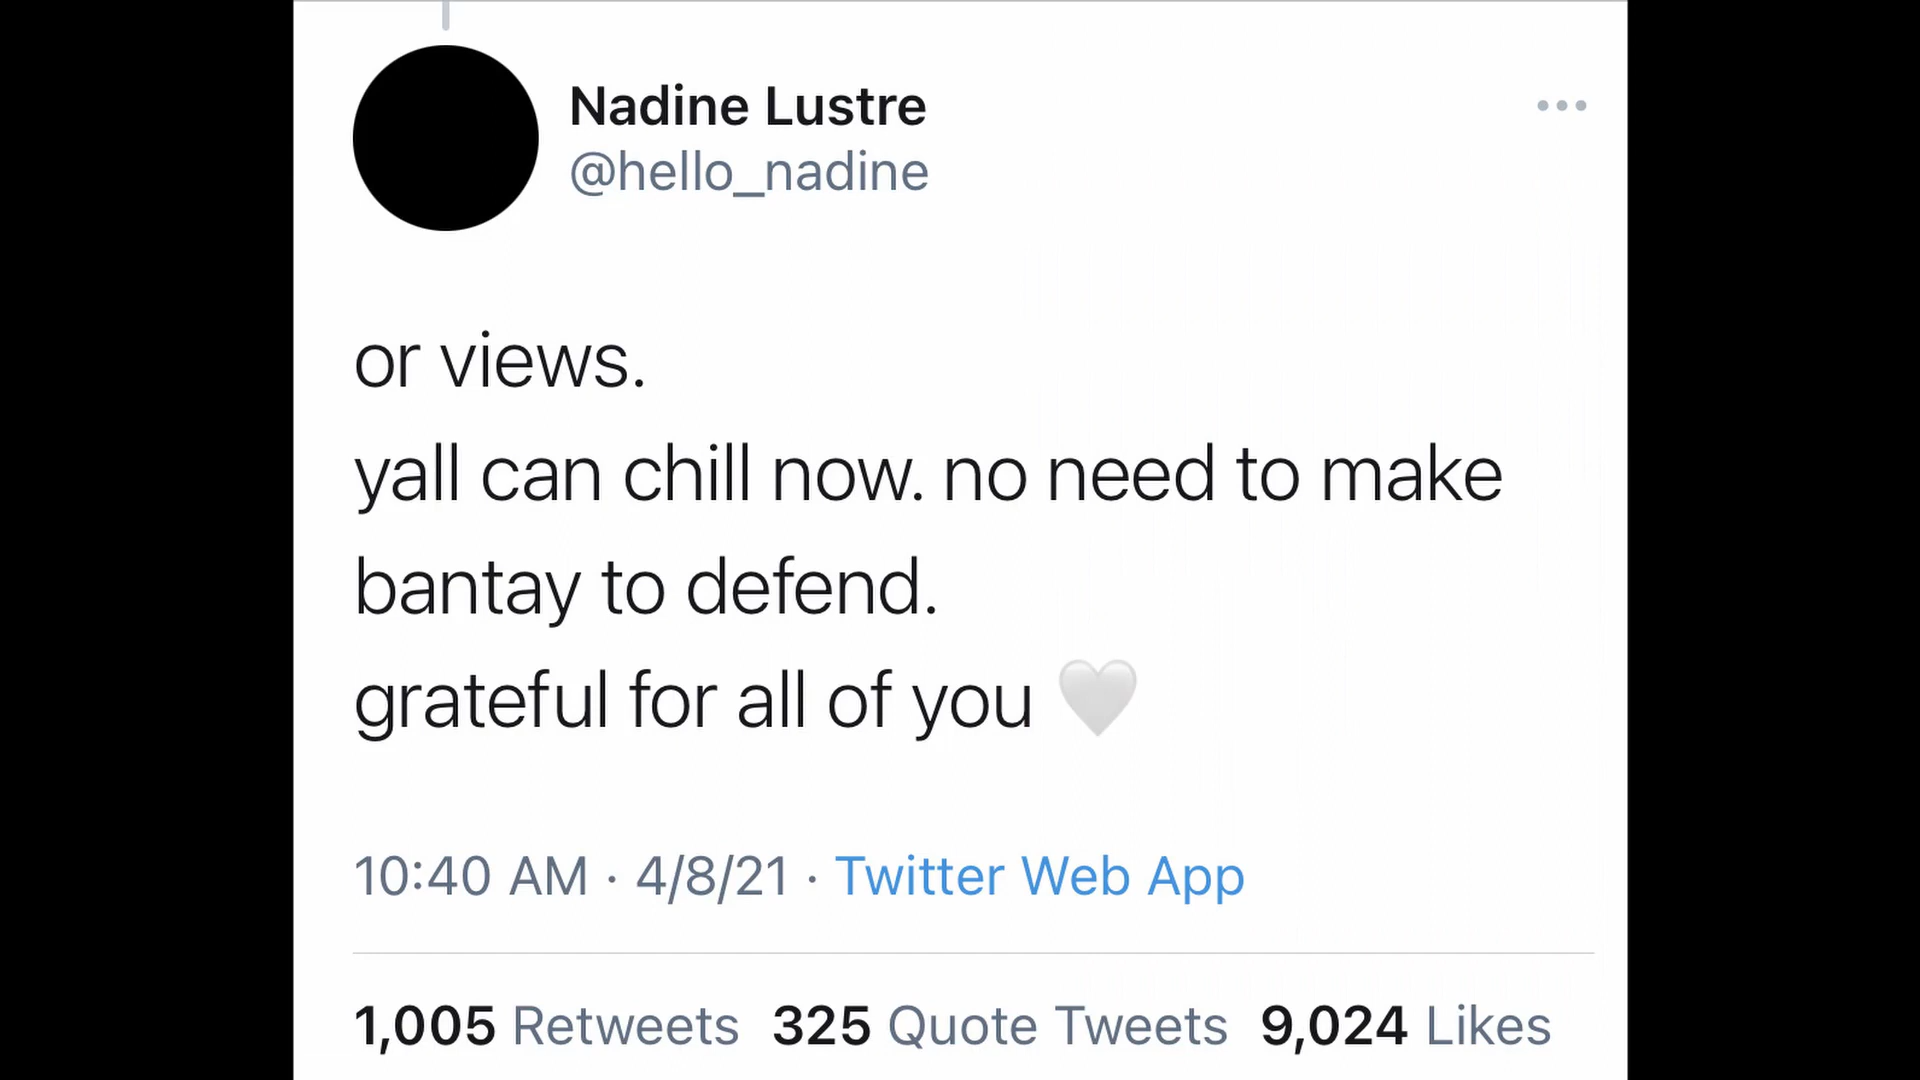 Nadine Lustre
@hello_nadine
or views.
yall can chill now. no need to make
bantay to defend.
grateful for all of you 🤍
10:40 AM · 4/8/21 · Twitter Web App
1,005 Retweets 325 Quote Tweets 9,024 Likes